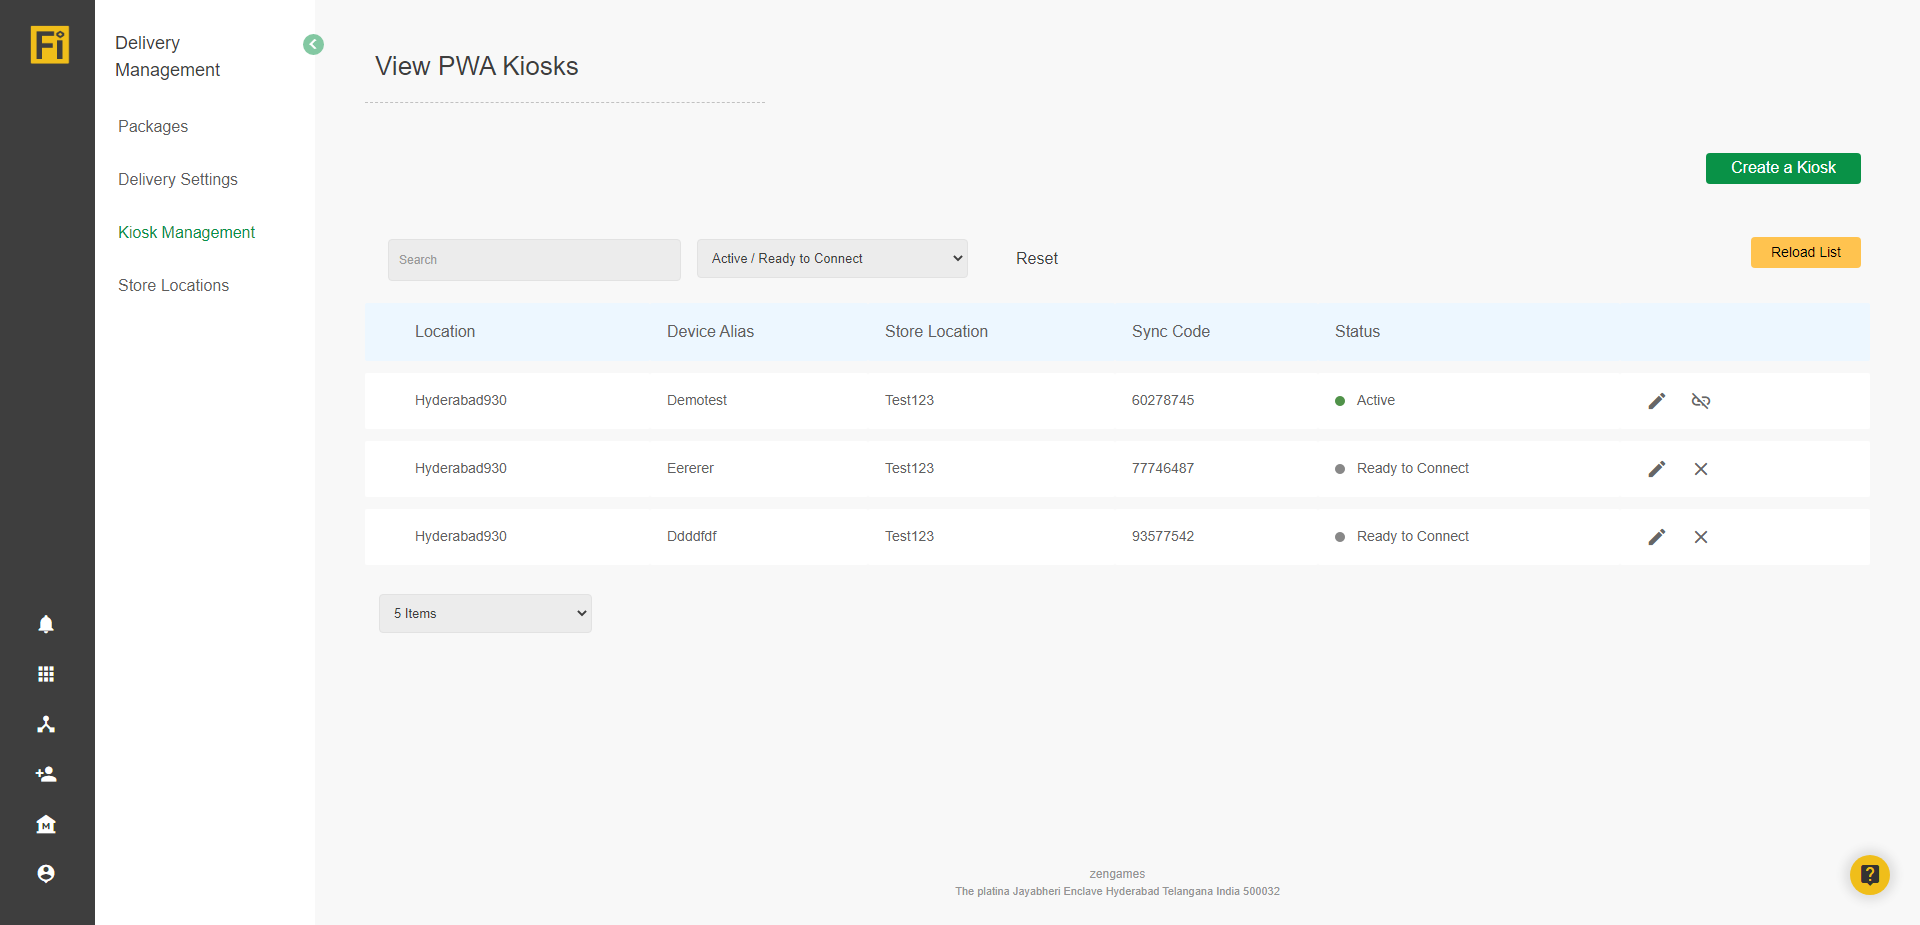 Fi
Delivery
Management
Packages
Delivery Settings
Kiosk Management
Store Locations
View PWA Kiosks
Create a Kiosk
Search
Active / Ready to Connect
Reset
Reload List
Location Device Alias Store Location Sync Code Status
Hyderabad930 Demotest Test123 60278745 Active
Hyderabad930 Eererer Test123 77746487 Ready to Connect
Hyderabad930 Ddddfdf Test123 93577542 Ready to Connect
5 Items
M
zengames
The platina Jayabheri Enclave Hyderabad Telangana India 500032
?